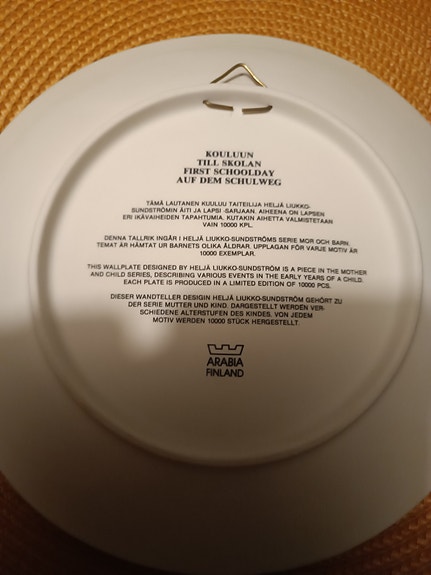 KOULUUN
TILL SKOLAN
FIRST SCHOOLDAY
AUF DEM SCHULWEG
TÄMÄ LAUTANEN KUULUU TAITEILIJA HELJÄ LIUKKO-
SUNDSTRÖMIN ÄITI JA LAPSI -SARJAAN. AIHEENA ON LAPSEN
ERI IKÄVAIHEIDEN TAPAHTUMIA. KUTAKIN AIHETTA VALMISTETAAN
VAIN 10000 KPL.
DENNA TALLRIK INGÅR I HELJÄ LIUKKO-SUNDSTRÖMS SERIE MOR OCH BARN.
TEMAT ÄR HÄMTAT UR BARNETS OLIKA ÅLDRAR. UPPLAGAN FÖR VARJE MOTIV ÄR
10000 EXEMPLAR.
THIS WALLPLATE DESIGNED BY HELJÄ LIUKKO-SUNDSTRÖM IS A PIECE IN THE MOTHER
AND CHILD SERIES, DESCRIBING VARIOUS EVENTS IN THE EARLY YEARS OF A CHILD.
EACH PLATE IS PRODUCED IN A LIMITED EDITION OF 10000 PCS.
DIESER WANDTELLER DESIGIN HELJÄ LIUKKO-SUNDSTRÖM GEHÖRT ZU
DER SERIE MUTTER UND KIND. DARGESTELLT WERDEN VER-
SCHIEDENE ALTERSTUFEN DES KINDES. VON JEDEM
MOTIV WERDEN 10000 STÜCK HERGESTELLT.
ARABIA
FINLAND